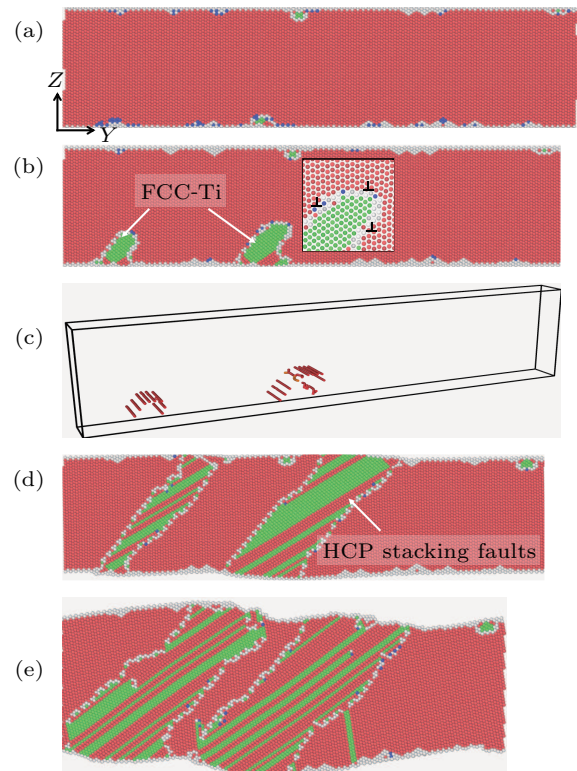 (a)
Z
Y
(b)
FCC-Ti
(c)
(d)
HCP stacking faults
(e)